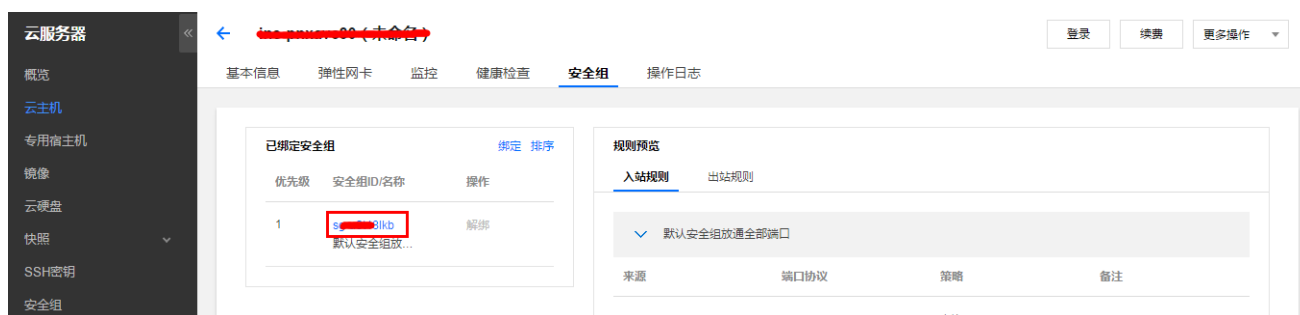 云服务器
«
概览
云主机
专用宿主机
镜像
云硬盘
快照
SSH密钥
安全组
(未命名)
登录 续费 更多操作
基本信息 弹性网卡 监控 健康检查 安全组 操作日志
已绑定安全组 绑定 排序
优先级 安全组ID/名称 操作
1 8lkb 解绑
默认安全组放...
规则预览
入站规则 出站规则
默认安全组放通全部端口
来源 端口协议 策略 备注